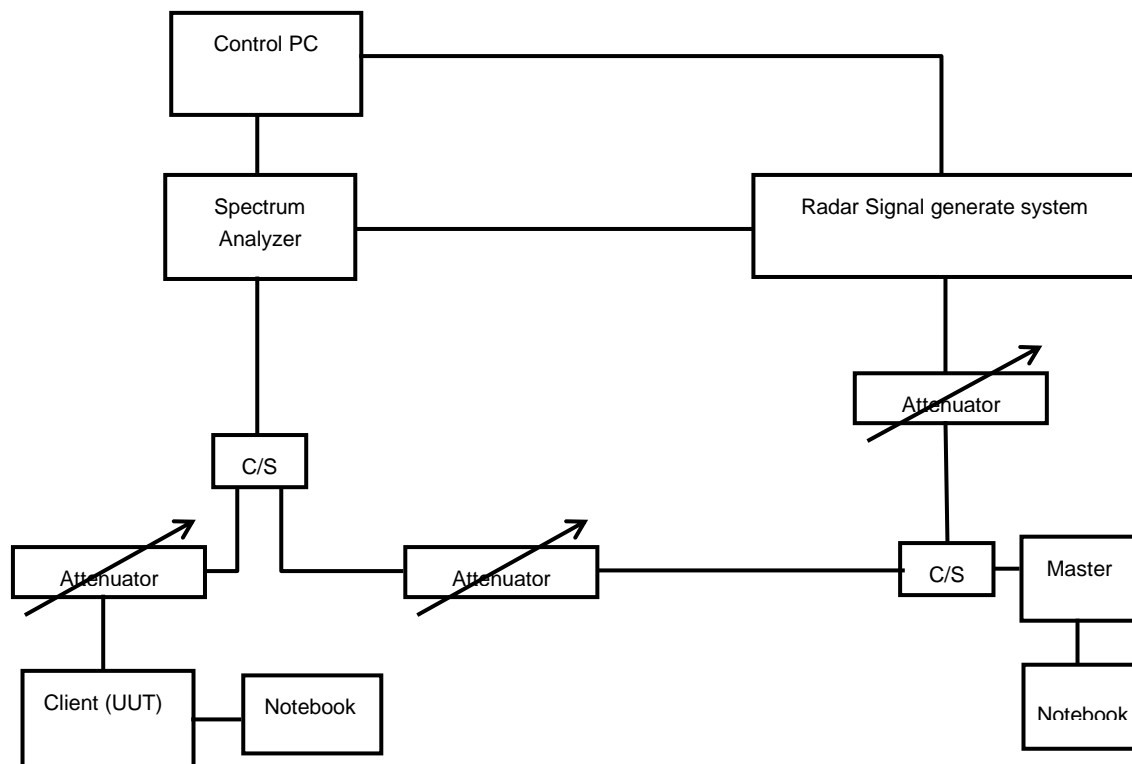 Control PC
Spectrum
Analyzer
Radar Signal generate system
Attenuator
C/S
Attenuator
Attenuator
C/S
Master
Client (UUT)
Notebook
Notebook